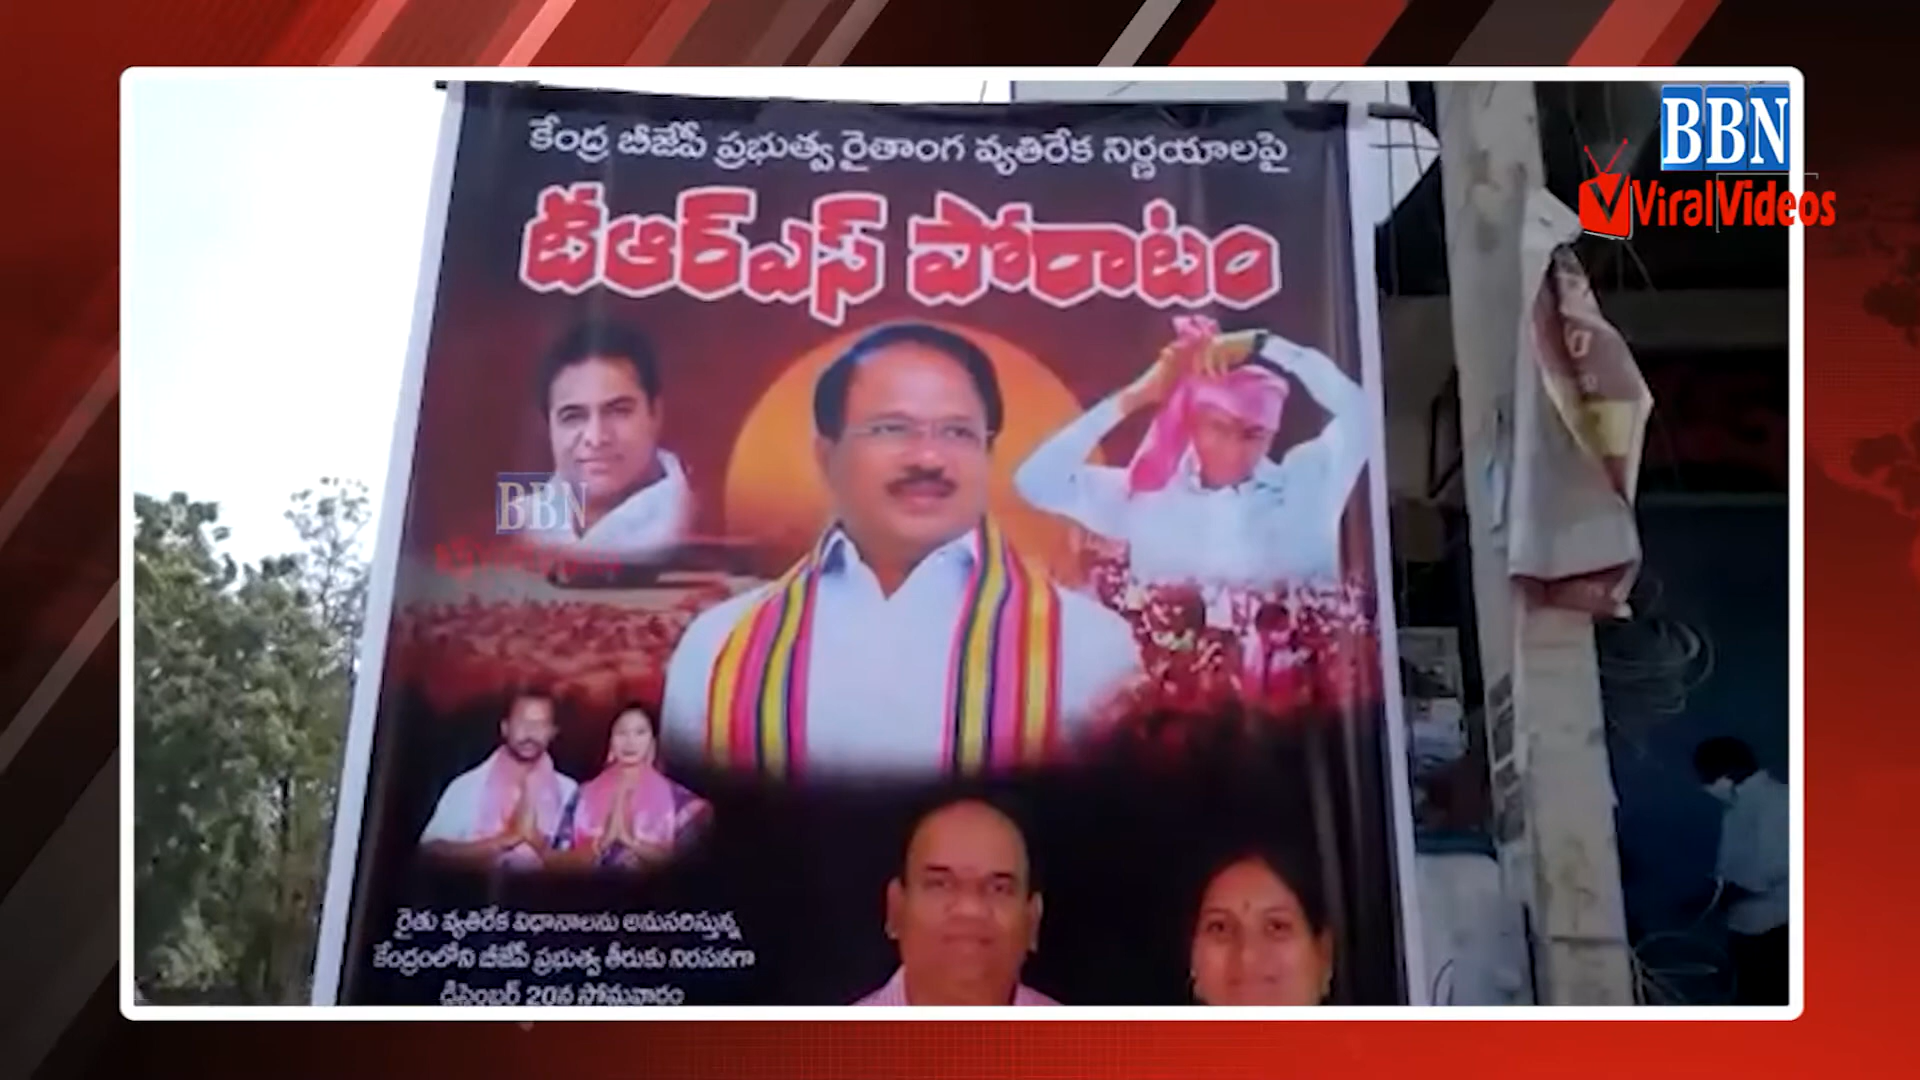 కేంద్ర బీజేపీ ప్రభుత్వ రైతాంగ వ్యతిరేక నిర్ణయాలపై
టీఆర్ఎస్ పోరాటం
BBN
ViralVideos
BBN
రైతు వ్యతిరేక విధానాలను అనుసరిస్తున్న
కేంద్రంలోని బీజేపీ ప్రభుత్వ తీరుకు నిరసనగా
డిసెంబర్ 20న సోమవారం